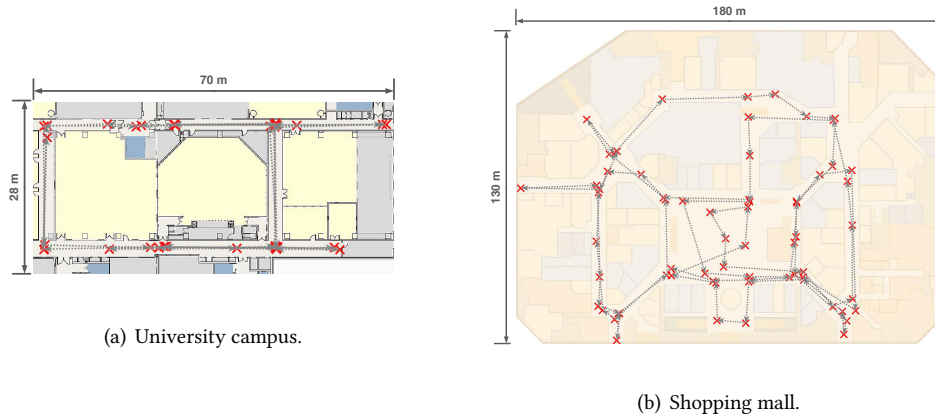 180 m
70 m
28 m
130 m
(a) University campus.
(b) Shopping mall.